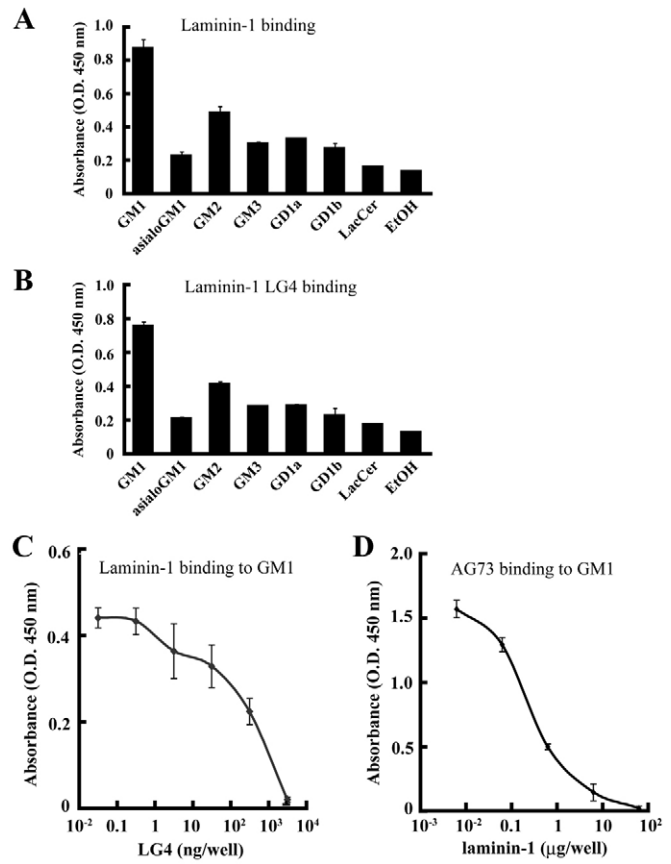 A
Laminin-1 binding
Absorbance (O.D. 450 nm)
1.0
0.8
0.6
0.4
0.2
0
GM1
asialoGM1
GM2
GM3
GD1a
GD1b
LacCer
EtOH
B
Laminin-1 LG4 binding
Absorbance (O.D. 450 nm)
1.0
0.8
0.6
0.4
0.2
0
GM1
asialoGM1
GM2
GM3
GD1a
GD1b
LacCer
EtOH
C
Laminin-1 binding to GM1
Absorbance (O.D. 450 nm)
0.6
0.4
0.2
0
10⁻² 0.1 1 10 10² 10³ 10⁴
LG4 (ng/well)
D
AG73 binding to GM1
Absorbance (O.D. 450 nm)
2.0
1.5
1.0
0.5
0
10⁻³ 0.1 10 10²
laminin-1 (µg/well)